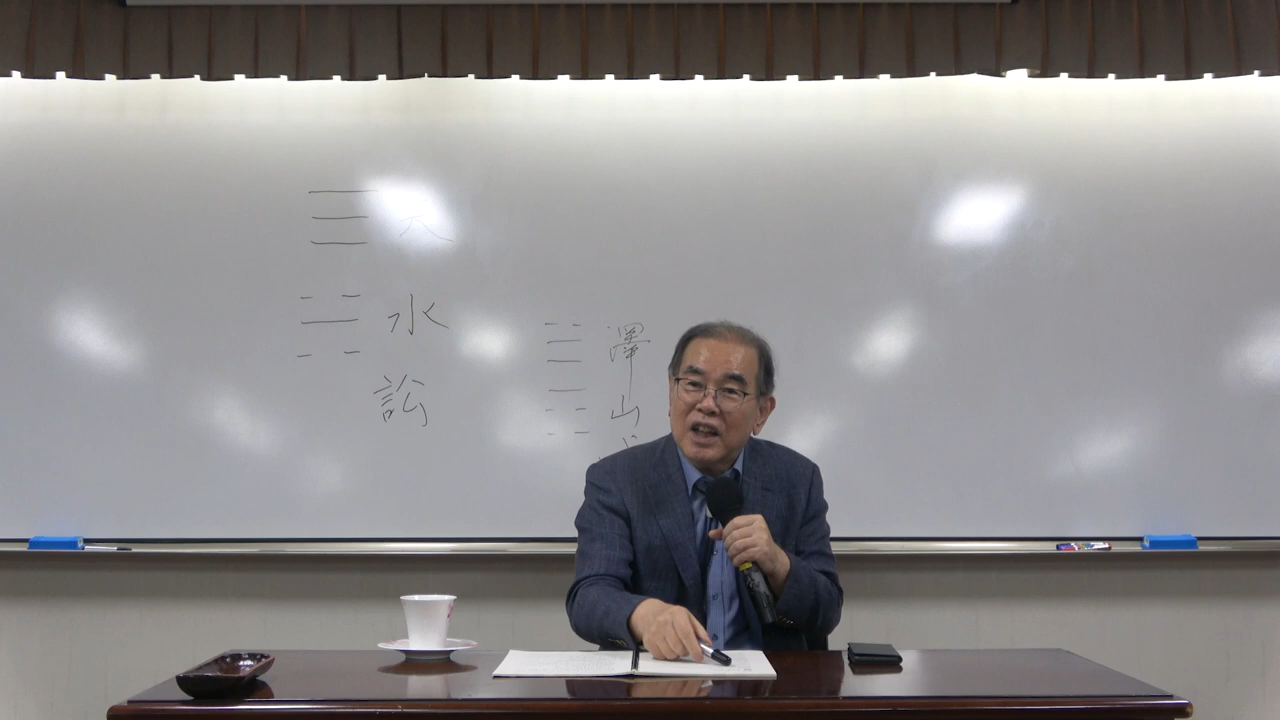 ☰ 天
☵ 水
訟
☱ 澤
☶ 山